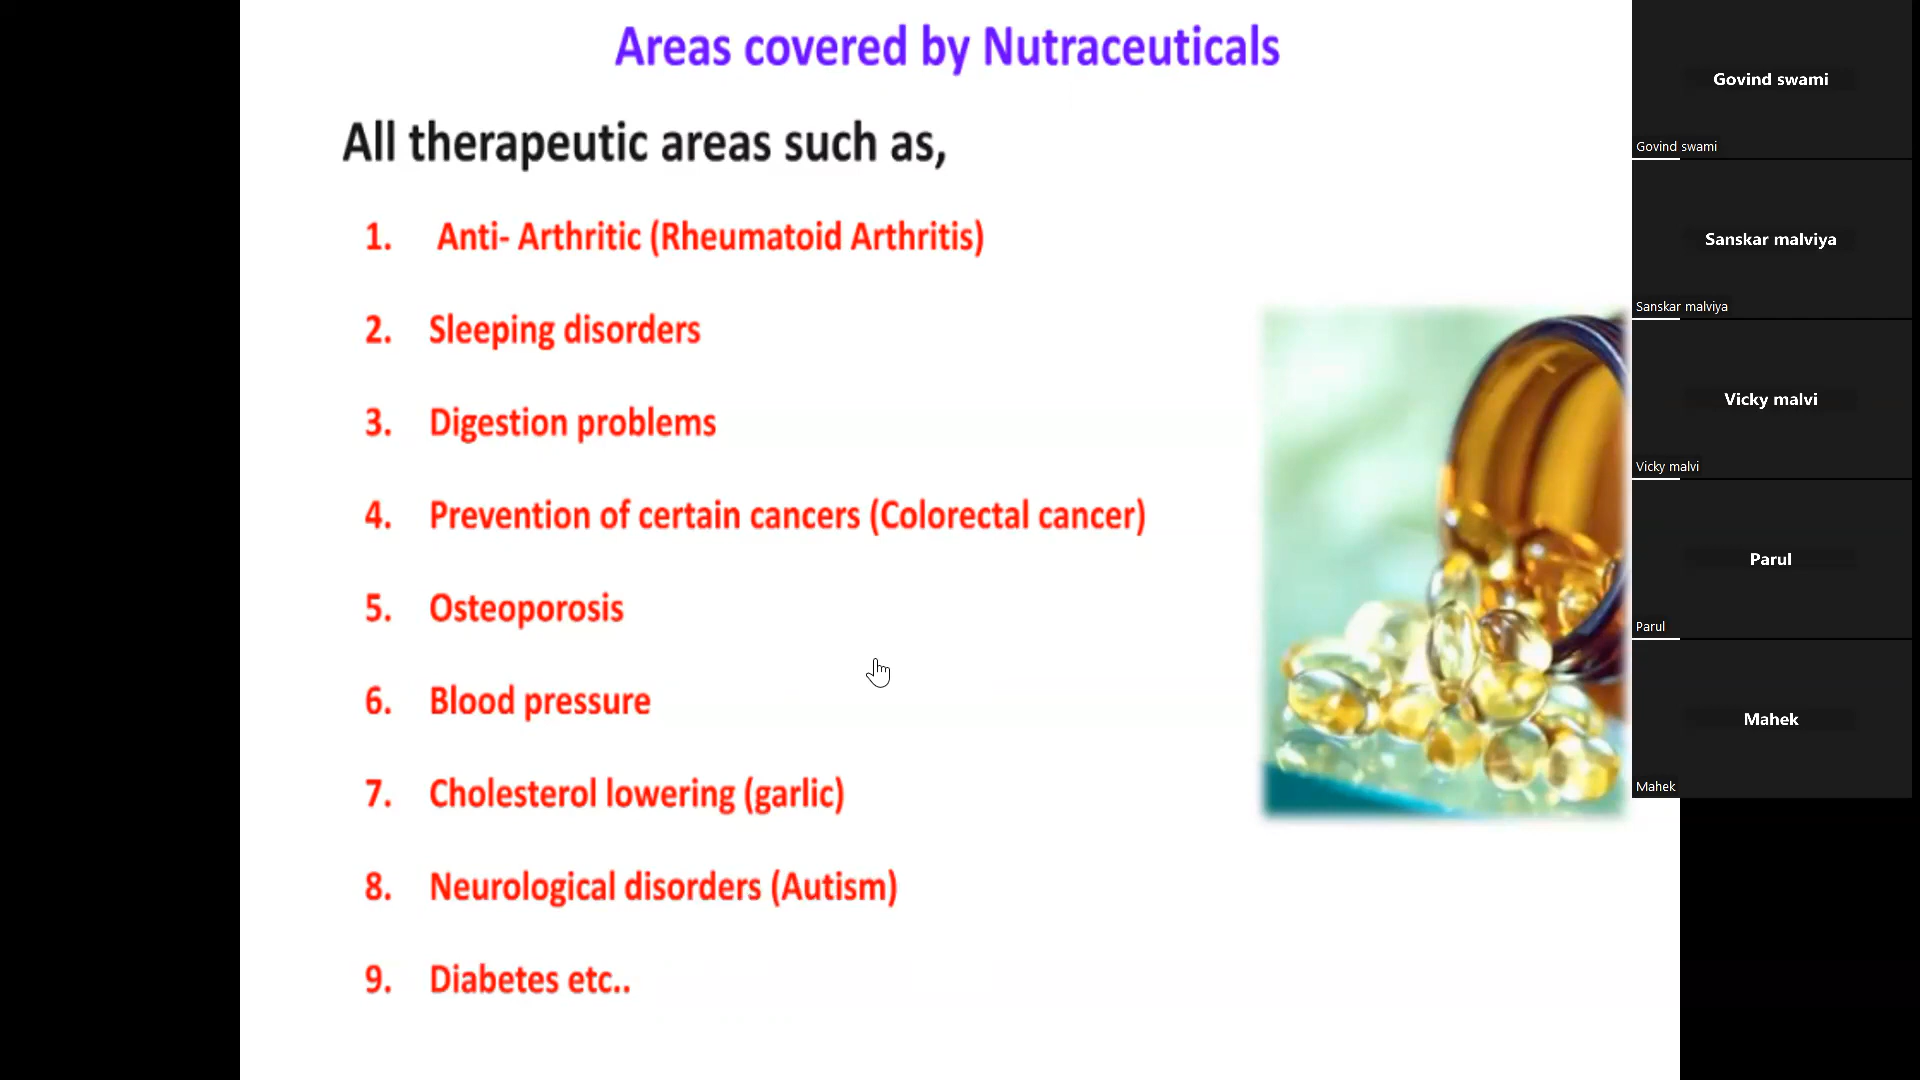 Areas covered by Nutraceuticals
All therapeutic areas such as,
1. Anti- Arthritic (Rheumatoid Arthritis)
2. Sleeping disorders
3. Digestion problems
4. Prevention of certain cancers (Colorectal cancer)
5. Osteoporosis
6. Blood pressure
7. Cholesterol lowering (garlic)
8. Neurological disorders (Autism)
9. Diabetes etc..
Govind swami
Govind swami
Sanskar malviya
Sanskar malviya
Vicky malvi
Vicky malvi
Parul
Parul
Mahek
Mahek